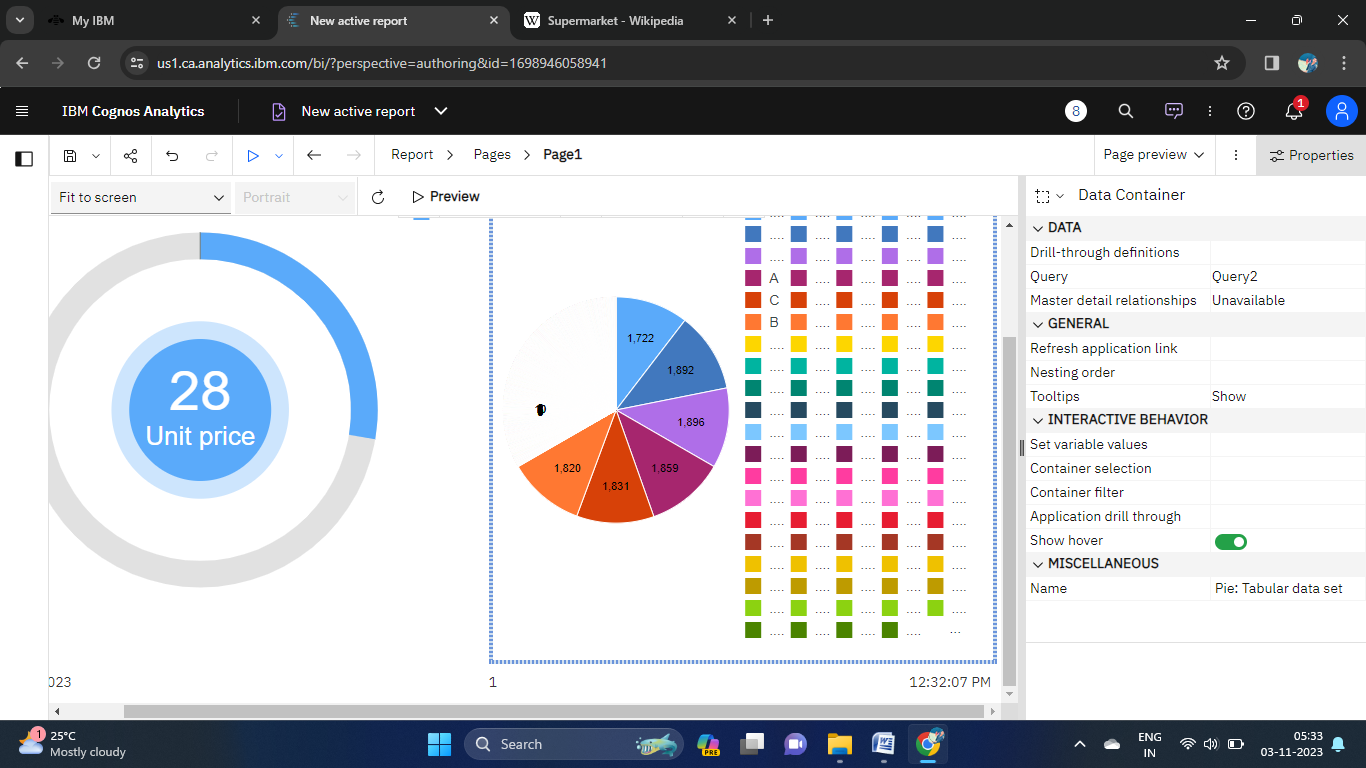 My IBM
New active report
Supermarket - Wikipedia
us1.ca.analytics.ibm.com/bi/?perspective=authoring&id=1698946058941
IBM Cognos Analytics
New active report
8
1
Report > Pages > Page1
Page preview
Properties
Fit to screen
Portrait
Preview
Data Container
DATA
Drill-through definitions
Query Query2
Master detail relationships Unavailable
GENERAL
Refresh application link
Nesting order
Tooltips Show
INTERACTIVE BEHAVIOR
Set variable values
Container selection
Container filter
Application drill through
Show hover
MISCELLANEOUS
Name Pie: Tabular data set
28
Unit price
1,722
1,892
1,896
1,859
1,831
1,820
A
C
B
023
1
12:32:07 PM
1
25°C
Mostly cloudy
Search
PRE
ENG
IN
05:33
03-11-2023